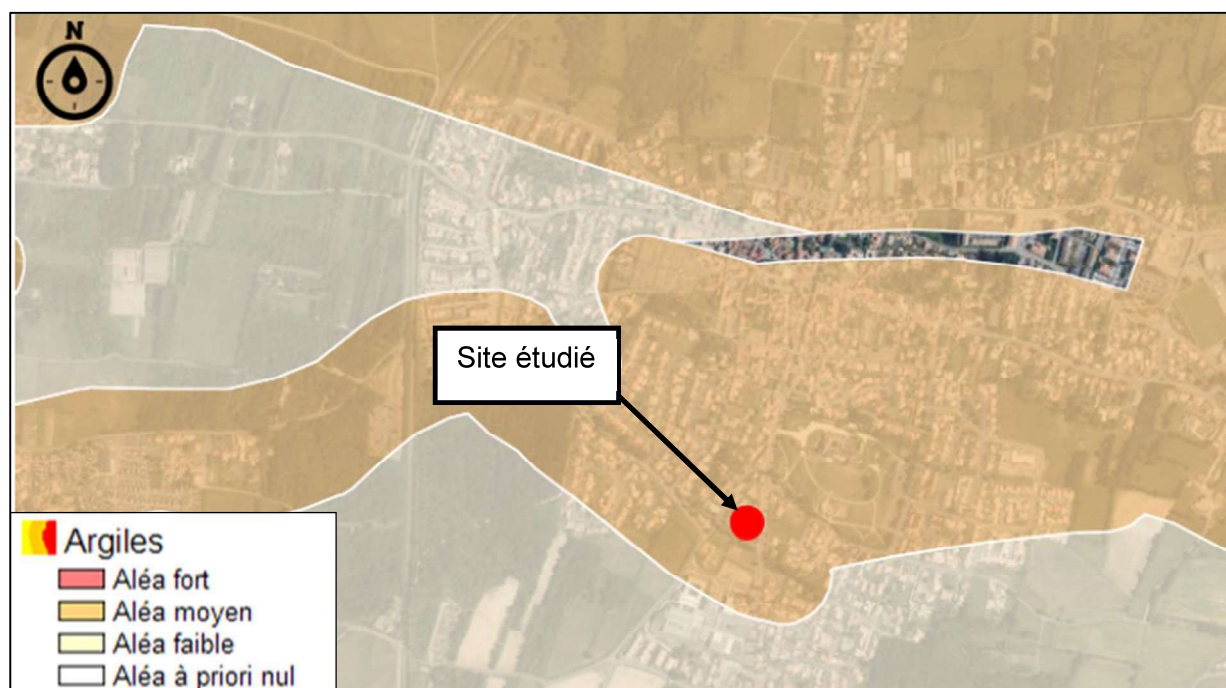 N
Site étudié
Argiles
Aléa fort
Aléa moyen
Aléa faible
Aléa à priori nul